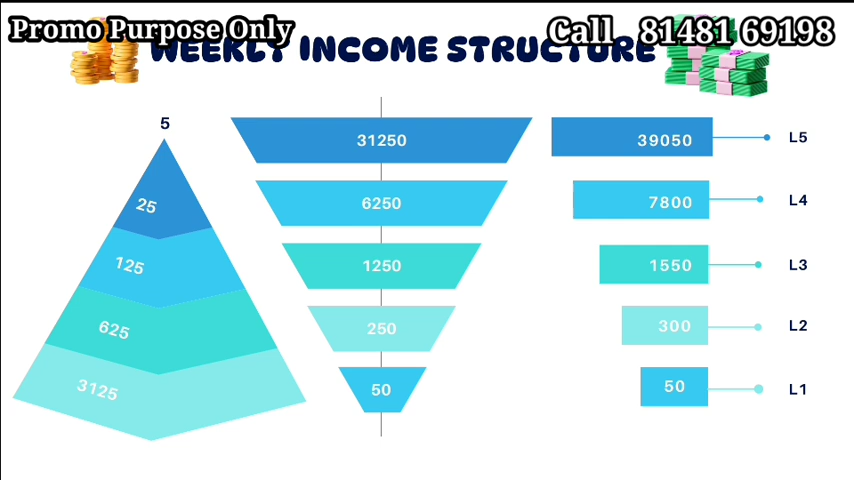 Promo Purpose Only
Call 81481 69198
WEEKLY INCOME STRUCTURE
5
25
125
625
3125
31250
6250
1250
250
50
39050 L5
7800 L4
1550 L3
300 L2
50 L1